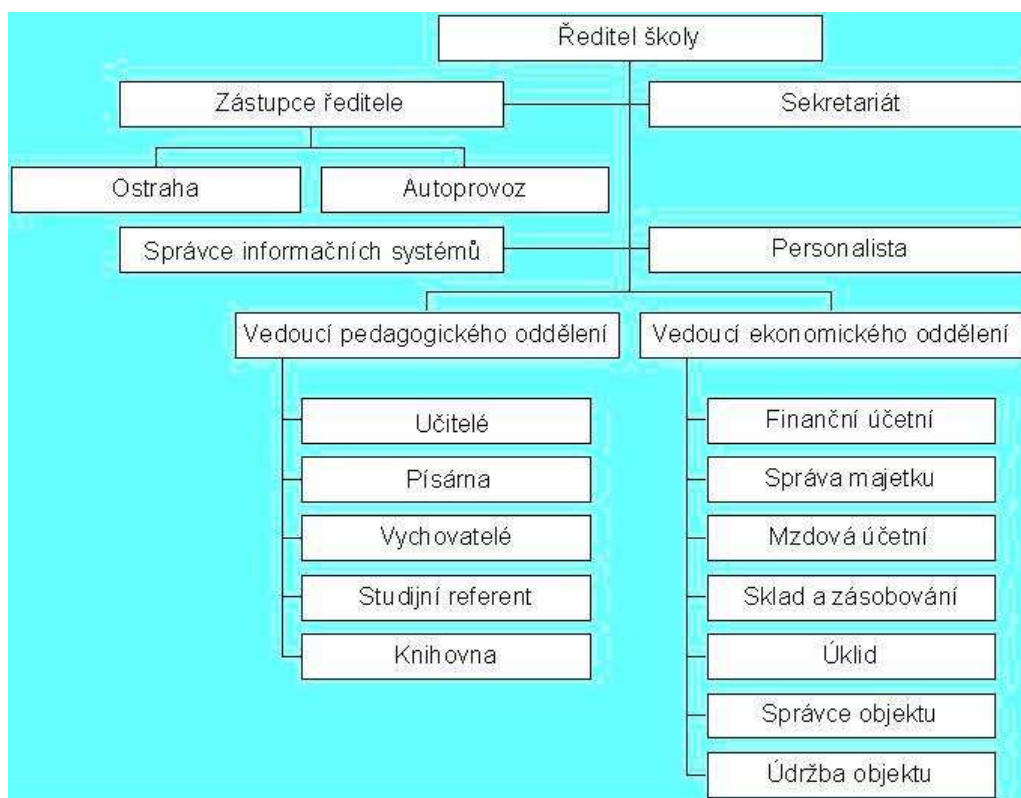 Ředitel školy
Zástupce ředitele
Sekretariát
Ostraha
Autoprovoz
Správce informačních systémů
Personalista
Vedoucí pedagogického oddělení
Vedoucí ekonomického oddělení
Učitelé
Písárna
Vychovatelé
Studijní referent
Knihovna
Finanční účetní
Správa majetku
Mzdová účetní
Sklad a zásobování
Úklid
Správce objektu
Údržba objektu